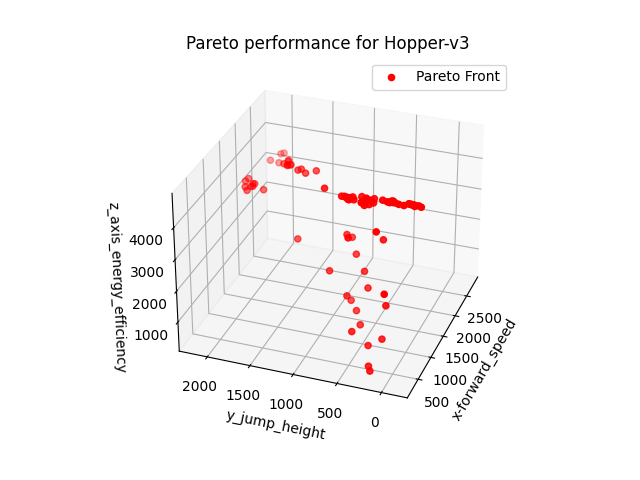 Pareto performance for Hopper-v3
Pareto Front
z_axis_energy_efficiency
4000
3000
2000
1000
2000
1500
1000
500
0
y_jump_height
2500
2000
1500
1000
500
x-forward_speed